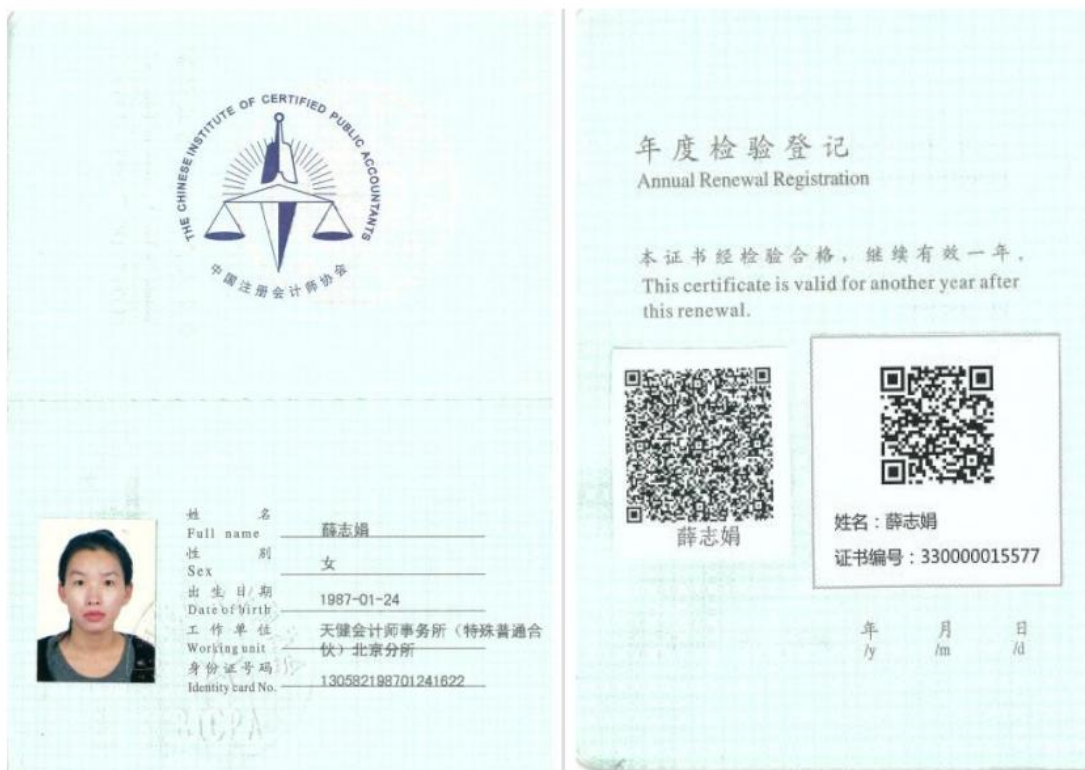 THE CHINESE INSTITUTE OF CERTIFIED PUBLIC ACCOUNTANTS
中国注册会计师协会
姓 名
Full name 薛志娟
性 别
Sex 女
出生日期
Date of birth 1987-01-24
工作单位 天健会计师事务所（特殊普通合
Working unit 伙）北京分所
身份证号码
Identity card No. 130582198701241622
BICPA
年度检验登记
Annual Renewal Registration
本证书经检验合格，继续有效一年。
This certificate is valid for another year after
this renewal.
薛志娟
姓名：薛志娟
证书编号：330000015577
年 月 日
/y /m /d